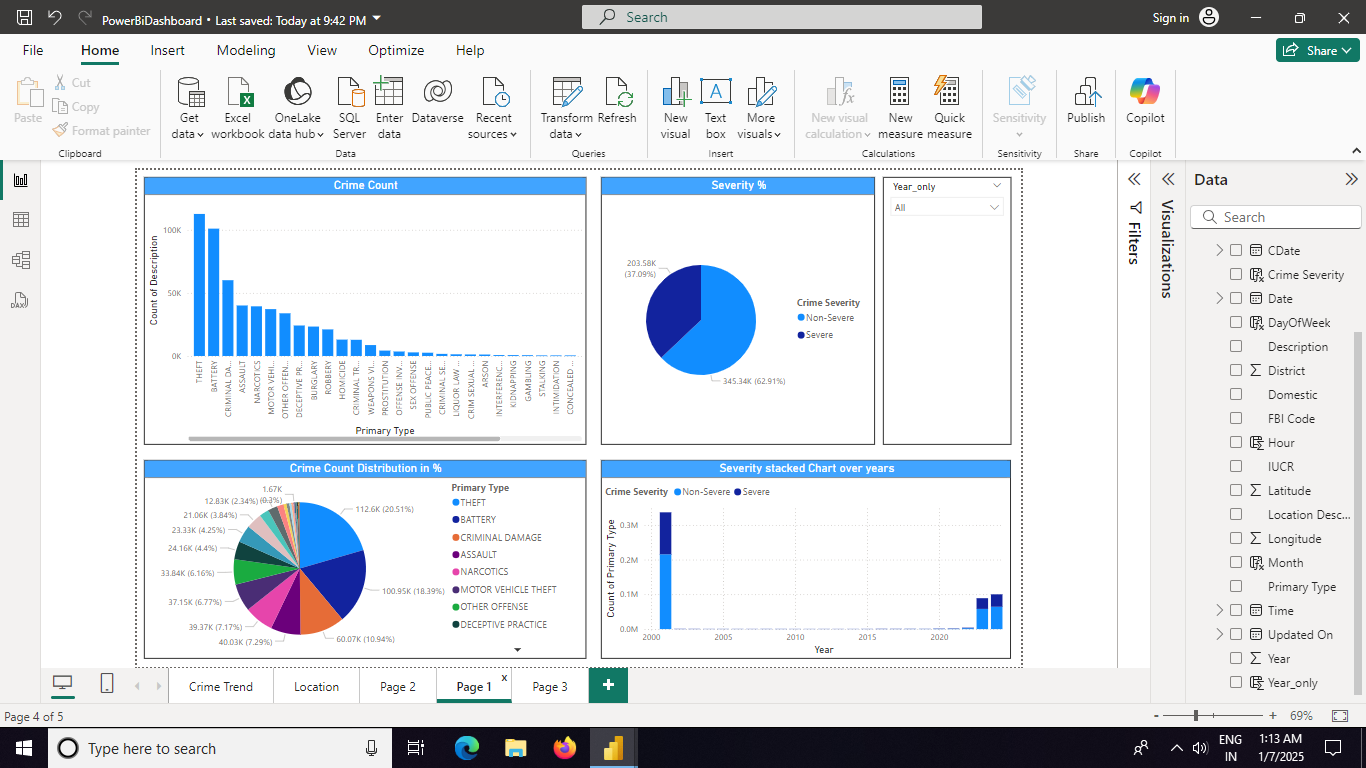 PowerBiDashboard • Last saved: Today at 9:42 PM
Search
Sign in
File Home Insert Modeling View Optimize Help
Share
Paste
Cut
Copy
Format painter
Clipboard
Get data
Excel workbook
OneLake data hub
SQL Server
Enter data
Dataverse
Recent sources
Data
Transform data
Refresh
Queries
New visual
Text box
More visuals
Insert
New visual calculation
New measure
Quick measure
Calculations
Sensitivity
Sensitivity
Publish
Share
Copilot
Copilot
Crime Count
Count of Description
100K
50K
0K
THEFT
BATTERY
CRIMINAL DA...
ASSAULT
NARCOTICS
MOTOR VEHI...
OTHER OFFEN...
DECEPTIVE PR...
BURGLARY
ROBBERY
HOMICIDE
CRIMINAL TR...
WEAPONS VI...
PROSTITUTION
OFFENSE INV...
SEX OFFENSE
PUBLIC PEACE...
CRIMINAL SE...
LIQUOR LAW ...
CRIM SEXUAL ...
ARSON
INTERFERENC...
KIDNAPPING
GAMBLING
STALKING
INTIMIDATION
CONCEALED ...
Primary Type
Severity %
203.58K
(37.09%)
345.34K (62.91%)
Crime Severity
Non-Severe
Severe
Year_only
All
Crime Count Distribution in %
1.67K
(0.3%)
12.83K (2.34%)
21.06K (3.84%)
23.33K (4.25%)
24.16K (4.4%)
33.84K (6.16%)
37.15K (6.77%)
39.37K (7.17%)
40.03K (7.29%)
60.07K (10.94%)
100.95K (18.39%)
112.6K (20.51%)
Primary Type
THEFT
BATTERY
CRIMINAL DAMAGE
ASSAULT
NARCOTICS
MOTOR VEHICLE THEFT
OTHER OFFENSE
DECEPTIVE PRACTICE
Severity stacked Chart over years
Crime Severity Non-Severe Severe
Count of Primary Type
0.3M
0.2M
0.1M
0.0M
2000 2005 2010 2015 2020
Year
Filters
Visualizations
Data
Search
CDate
Crime Severity
Date
DayOfWeek
Description
District
Domestic
FBI Code
Hour
IUCR
Latitude
Location Desc...
Longitude
Month
Primary Type
Time
Updated On
Year
Year_only
Crime Trend
Location
Page 2
Page 1 x
Page 3
+
Page 4 of 5
- + 69%
Type here to search
ENG
IN
1:13 AM
1/7/2025
DAX